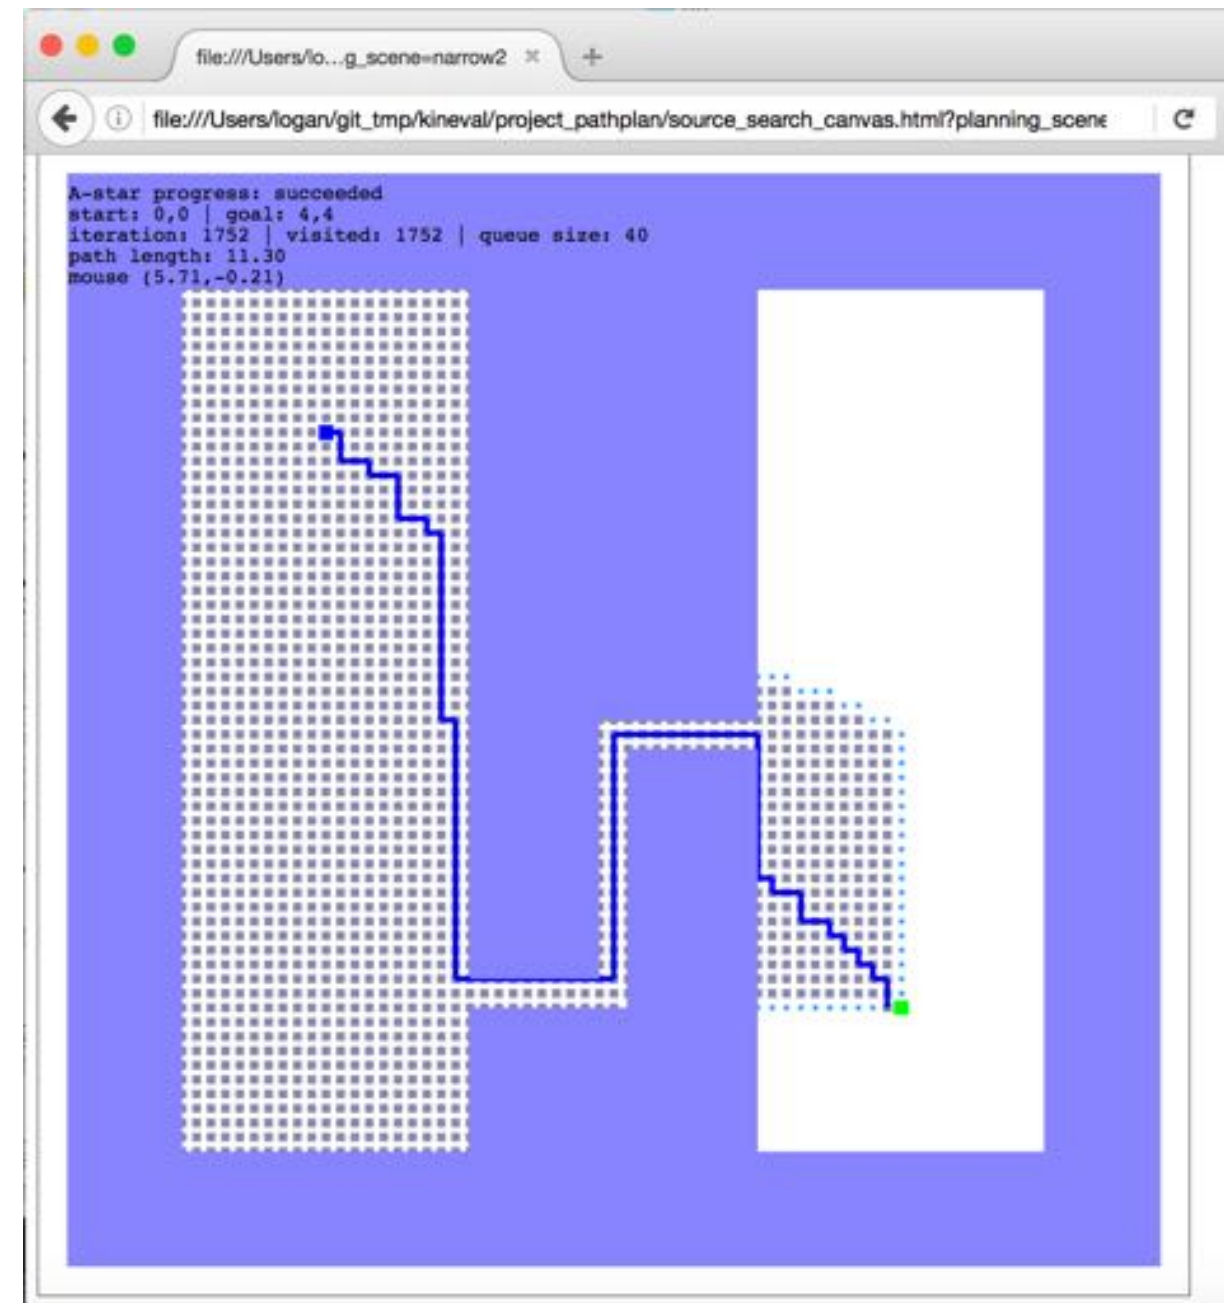 file:///Users/lo...g_scene=narrow2
file:///Users/logan/git_tmp/kineval/project_pathplan/source_search_canvas.html?planning_scene
A-star progress: succeeded
start: 0,0 | goal: 4,4
iteration: 1752 | visited: 1752 | queue size: 40
path length: 11.30
mouse (5.71,-0.21)